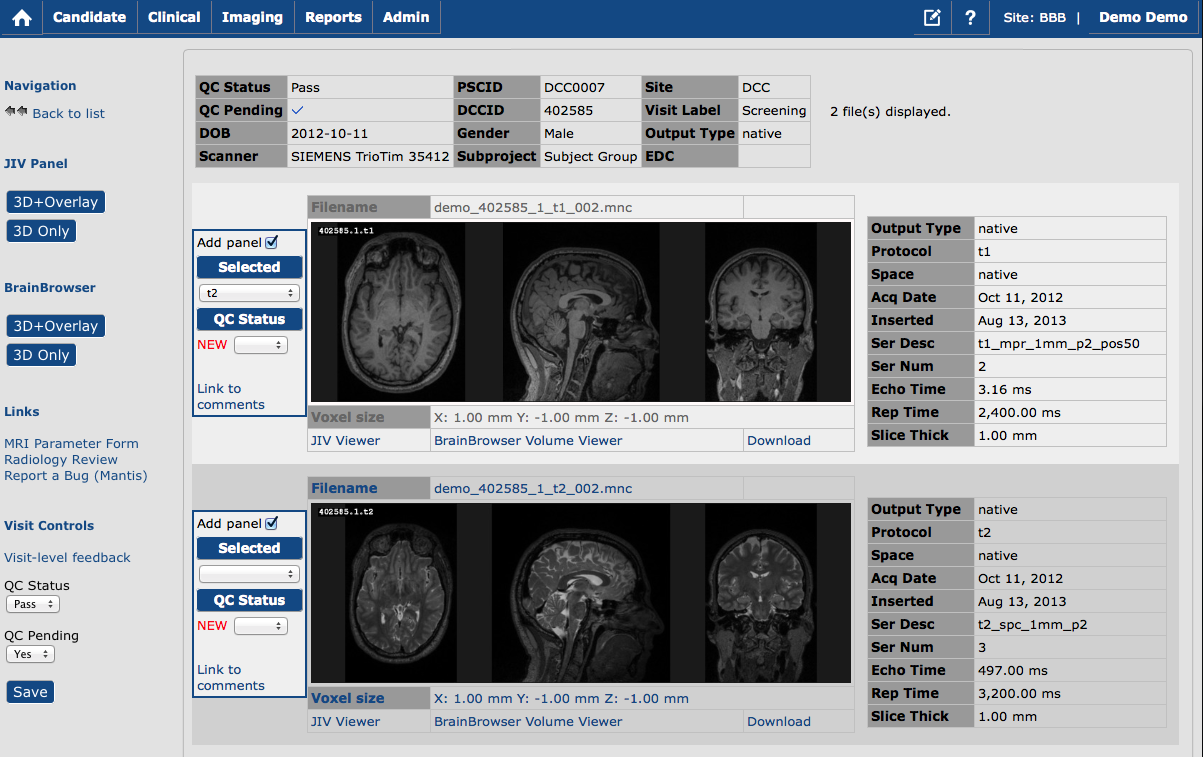 Candidate Clinical Imaging Reports Admin ? Site: BBB | Demo Demo
Navigation
Back to list
JIV Panel
3D+Overlay
3D Only
BrainBrowser
3D+Overlay
3D Only
Links
MRI Parameter Form
Radiology Review
Report a Bug (Mantis)
Visit Controls
Visit-level feedback
QC Status
Pass
QC Pending
Yes
Save
QC Status Pass PSCID DCC0007 Site DCC
QC Pending DCCID 402585 Visit Label Screening
DOB 2012-10-11 Gender Male Output Type native
Scanner SIEMENS TrioTim 35412 Subproject Subject Group EDC
2 file(s) displayed.
Add panel
Selected
t2
QC Status
NEW
Link to
comments
Filename demo_402585_1_t1_002.mnc
402585.1.t1
Voxel size X: 1.00 mm Y: -1.00 mm Z: -1.00 mm
JIV Viewer BrainBrowser Volume Viewer Download
Output Type native
Protocol t1
Space native
Acq Date Oct 11, 2012
Inserted Aug 13, 2013
Ser Desc t1_mpr_1mm_p2_pos50
Ser Num 2
Echo Time 3.16 ms
Rep Time 2,400.00 ms
Slice Thick 1.00 mm
Add panel
Selected
QC Status
NEW
Link to
comments
Filename demo_402585_1_t2_002.mnc
402585.1.t2
Voxel size X: 1.00 mm Y: -1.00 mm Z: -1.00 mm
JIV Viewer BrainBrowser Volume Viewer Download
Output Type native
Protocol t2
Space native
Acq Date Oct 11, 2012
Inserted Aug 13, 2013
Ser Desc t2_spc_1mm_p2
Ser Num 3
Echo Time 497.00 ms
Rep Time 3,200.00 ms
Slice Thick 1.00 mm